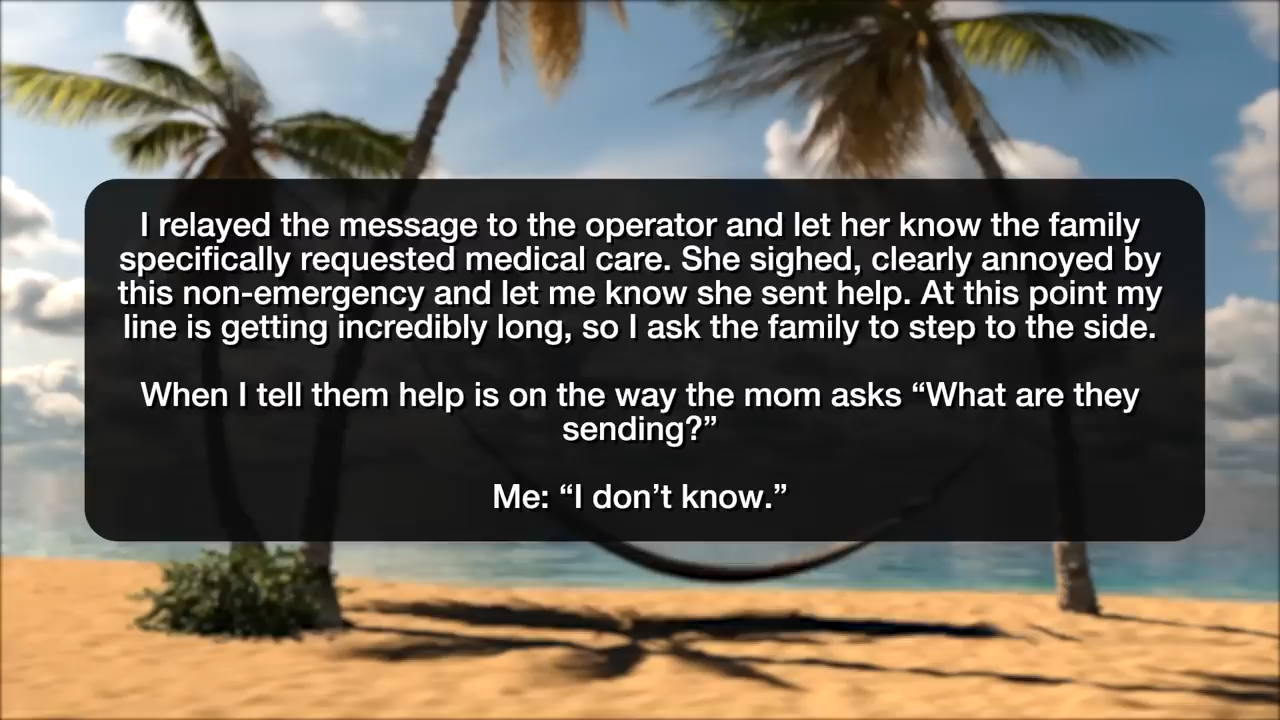 I relayed the message to the operator and let her know the family
specifically requested medical care. She sighed, clearly annoyed by
this non-emergency and let me know she sent help. At this point my
line is getting incredibly long, so I ask the family to step to the side.
When I tell them help is on the way the mom asks “What are they
sending?”
Me: “I don’t know.”